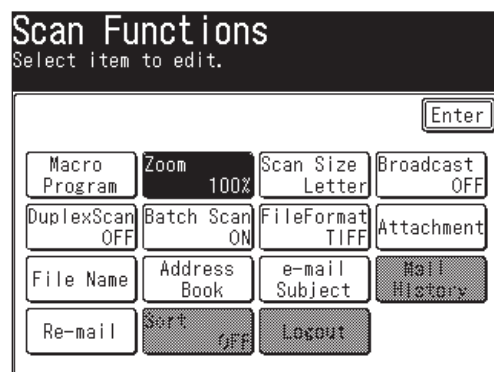 Scan Functions
Select item to edit.
Enter
Macro
Program
Zoom
100%
Scan Size
Letter
Broadcast
OFF
DuplexScan
OFF
Batch Scan
ON
FileFormat
TIFF
Attachment
File Name
Address
Book
e-mail
Subject
Mail
History
Re-mail
Sort
OFF
Logout